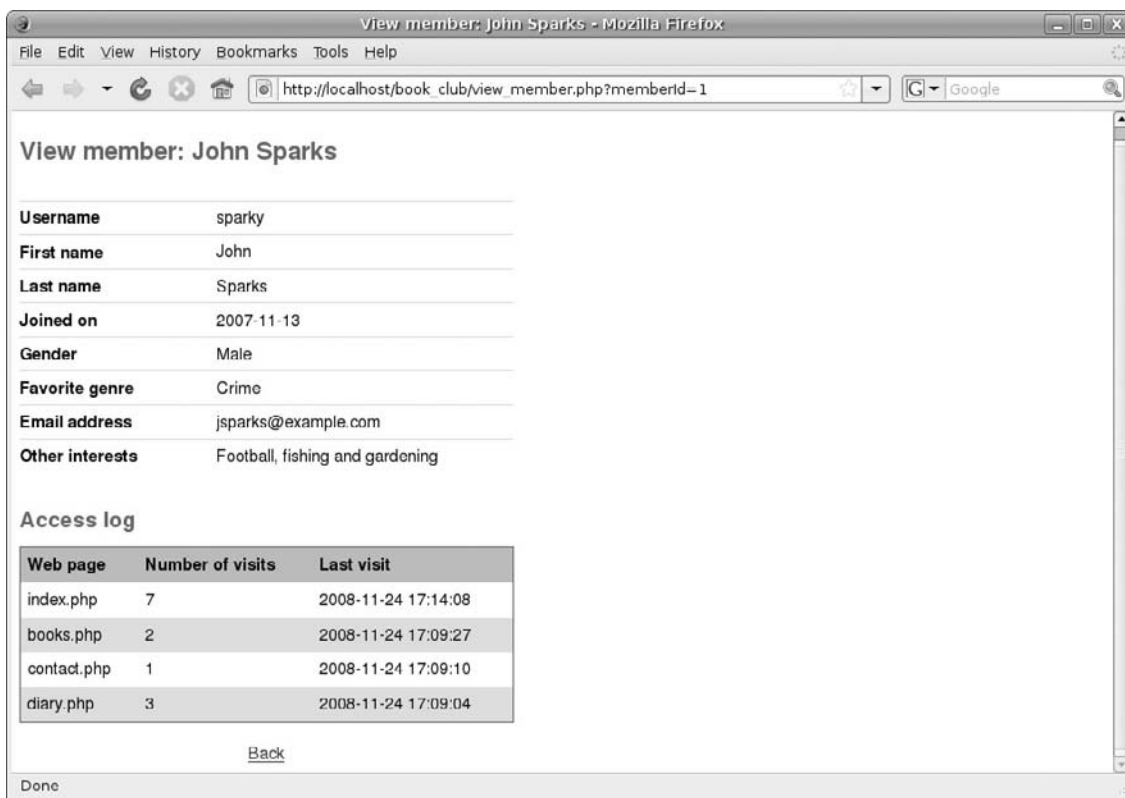 View member: John Sparks - Mozilla Firefox
File Edit View History Bookmarks Tools Help
http://localhost/book_club/view_member.php?memberId=1
G Google
View member: John Sparks
Username sparky
First name John
Last name Sparks
Joined on 2007-11-13
Gender Male
Favorite genre Crime
Email address jsparks@example.com
Other interests Football, fishing and gardening
Access log
Web page Number of visits Last visit
index.php 7 2008-11-24 17:14:08
books.php 2 2008-11-24 17:09:27
contact.php 1 2008-11-24 17:09:10
diary.php 3 2008-11-24 17:09:04
Back
Done